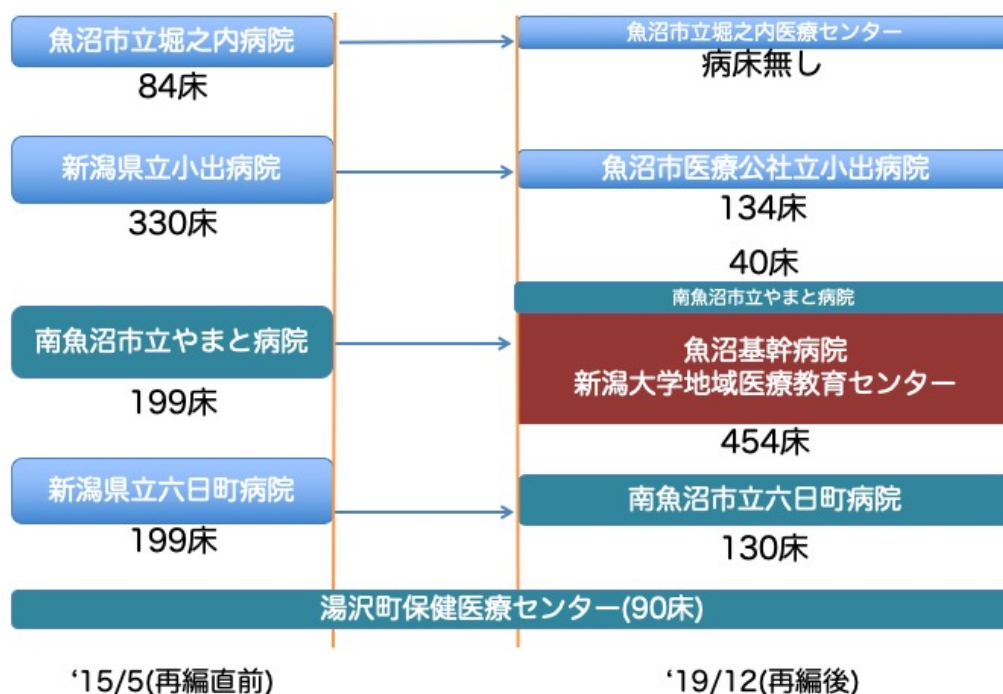 魚沼市立堀之内病院
84床
魚沼市立堀之内医療センター
病床無し
新潟県立小出病院
330床
魚沼市医療公社立小出病院
134床
南魚沼市立やまと病院
199床
40床
南魚沼市立やまと病院
魚沼基幹病院
新潟大学地域医療教育センター
454床
新潟県立六日町病院
199床
南魚沼市立六日町病院
130床
湯沢町保健医療センター(90床)
‘15/5(再編直前)
‘19/12(再編後)